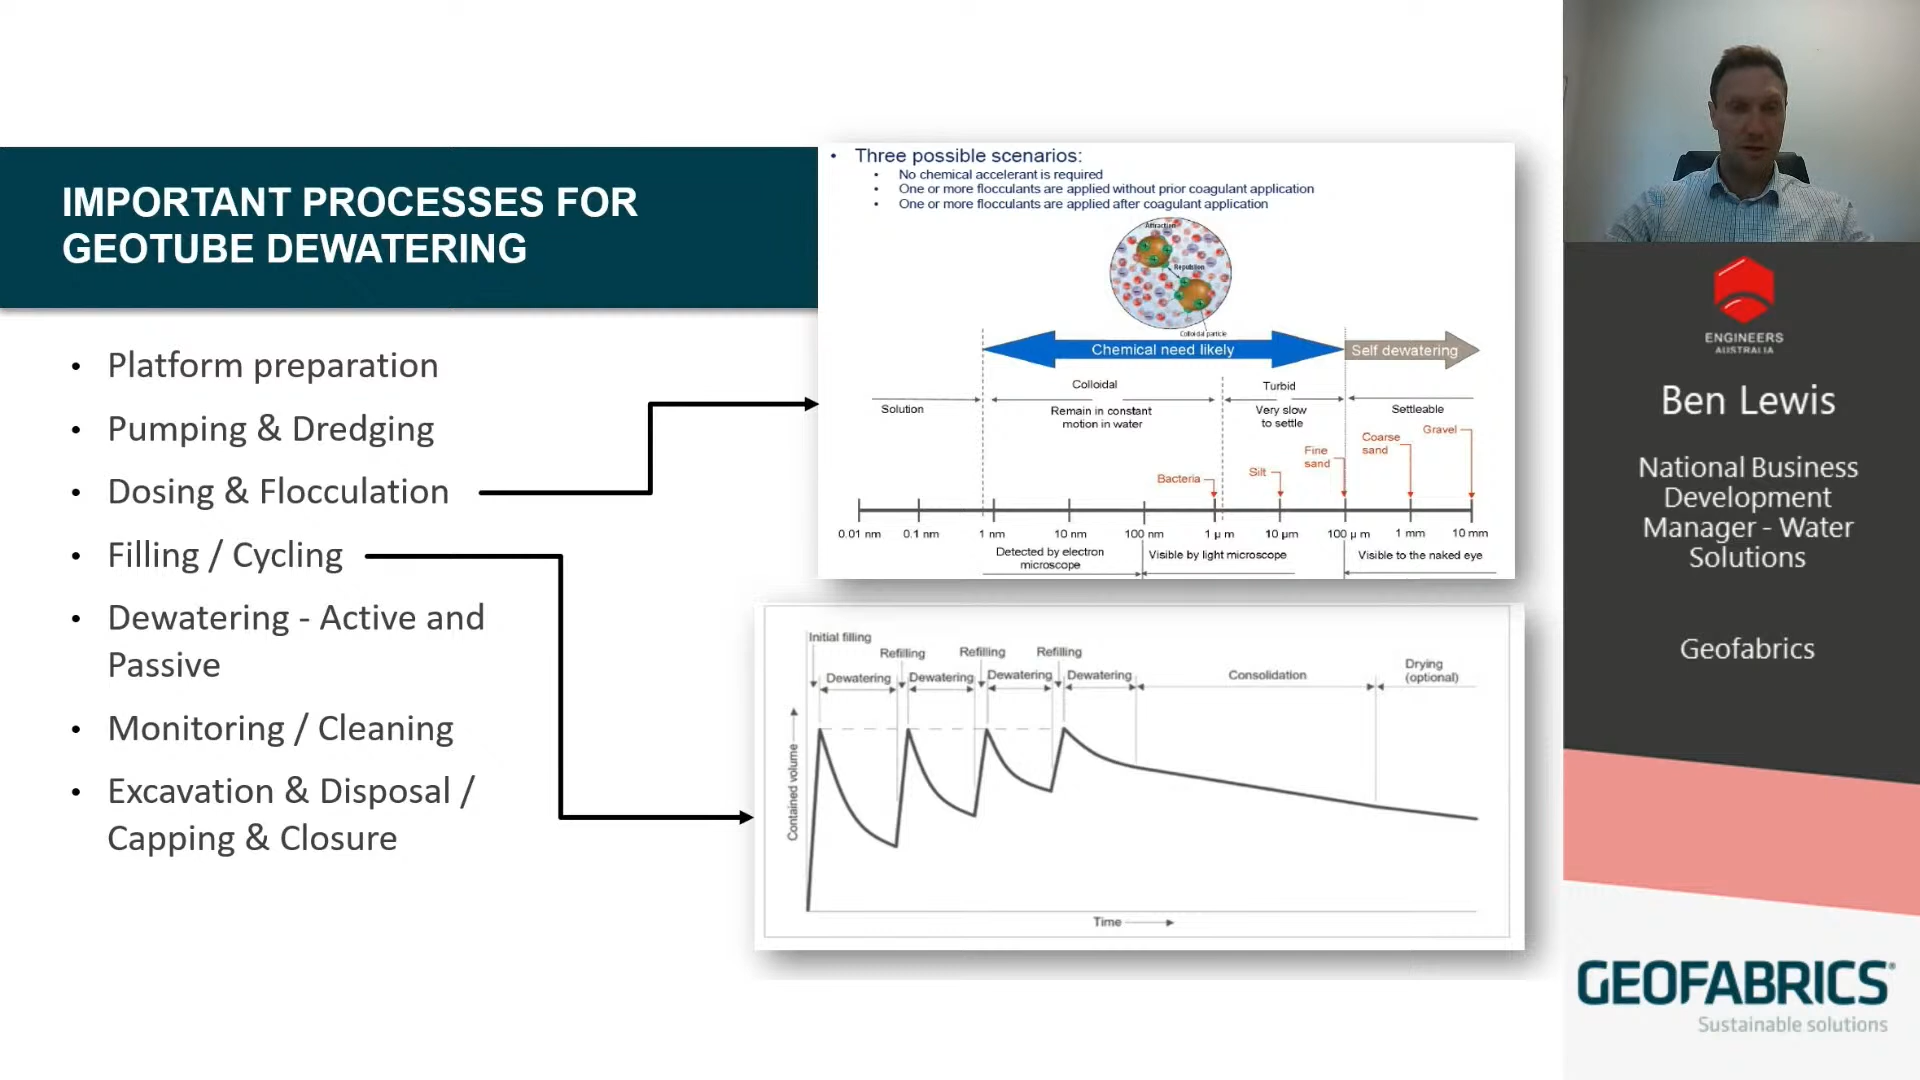 IMPORTANT PROCESSES FOR
GEOTUBE DEWATERING
• Platform preparation
• Pumping & Dredging
• Dosing & Flocculation
• Filling / Cycling
• Dewatering - Active and
Passive
• Monitoring / Cleaning
• Excavation & Disposal /
Capping & Closure
• Three possible scenarios:
• No chemical accelerant is required
• One or more flocculants are applied without prior coagulant application
• One or more flocculants are applied after coagulant application
Attraction
Repulsion
Colloidal particle
Chemical need likely
Self dewatering
Solution
Colloidal
Remain in constant
motion in water
Turbid
Very slow
to settle
Settleable
Bacteria
Silt
Fine
sand
Coarse
sand
Gravel
0.01 nm 0.1 nm 1 nm 10 nm 100 nm 1 µm 10 µm 100 µm 1 mm 10 mm
Detected by electron
microscope
Visible by light microscope
Visible to the naked eye
Initial filling
Refilling Refilling Refilling
Dewatering Dewatering Dewatering Dewatering
Consolidation
Drying
(optional)
Contained volume
Time
ENGINEERS
AUSTRALIA
Ben Lewis
National Business
Development
Manager - Water
Solutions
Geofabrics
GEOFABRICS®
Sustainable solutions